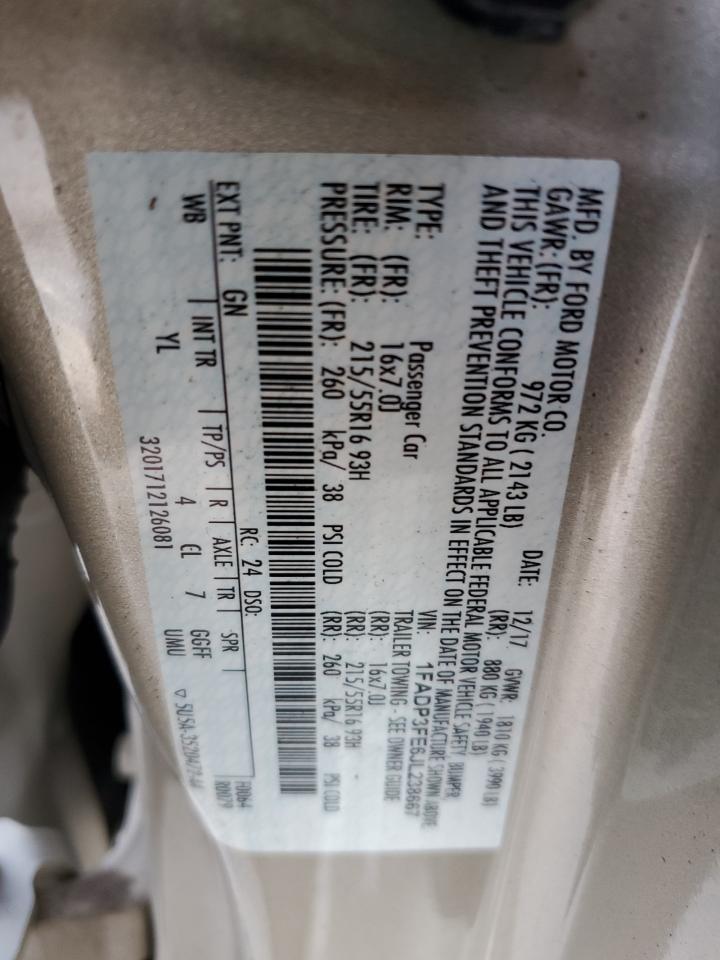 MFD. BY FORD MOTOR CO.
DATE: 12/17 GVWR: 1810 KG ( 3990 LB)
GAWR: (FR): 972 KG ( 2143 LB) (RR): 880 KG ( 1940 LB)
THIS VEHICLE CONFORMS TO ALL APPLICABLE FEDERAL MOTOR VEHICLE SAFETY, BUMPER
AND THEFT PREVENTION STANDARDS IN EFFECT ON THE DATE OF MANUFACTURE SHOWN ABOVE
VIN: 1FADP3FE6JL238667
TYPE: Passenger Car TRAILER TOWING - SEE OWNER GUIDE
RIM: (FR): 16x7.0J (RR): 16x7.0J
TIRE: (FR): 215/55R16 93H (RR): 215/55R16 93H
PRESSURE: (FR): 260 kPa/ 38 PSI COLD (RR): 260 kPa/ 38 PSI COLD
EXT PNT: GN RC: 24 DSO:
WB | INT TR | TP/PS | R | AXLE | TR | SPR
YL 4 CL 7 GGFF
UMU
3201712126081